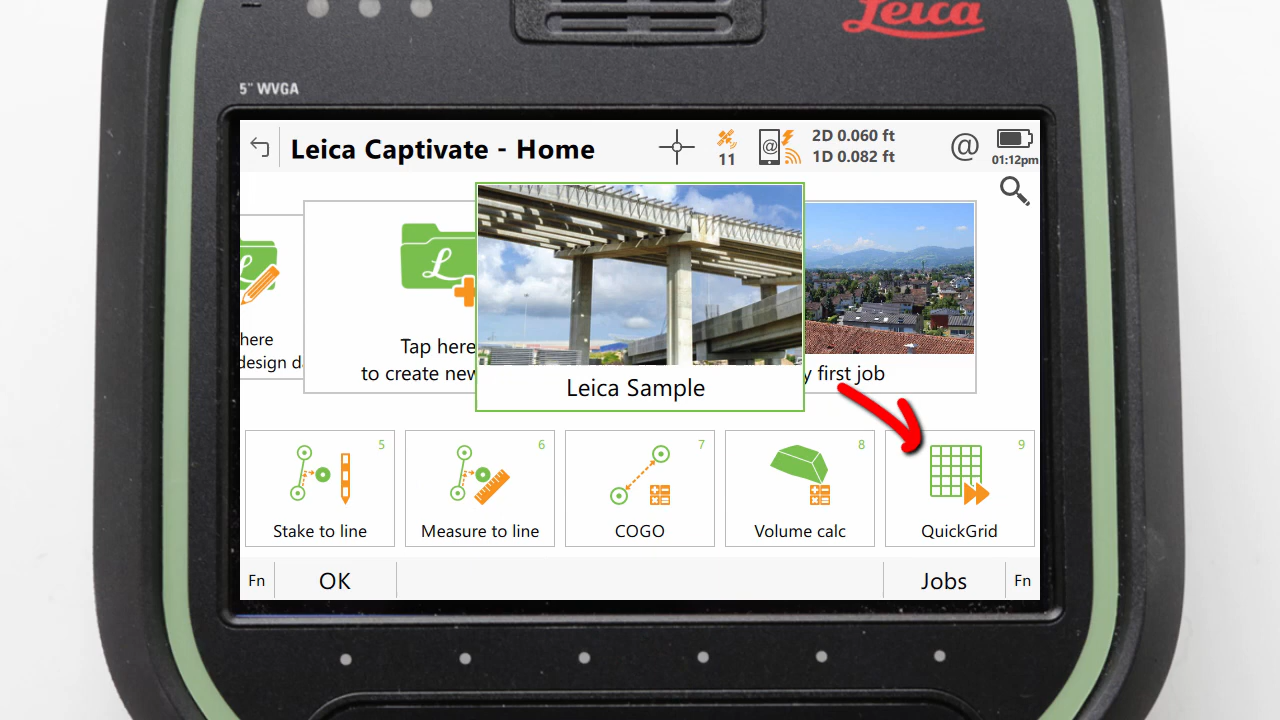 Leica
5" WVGA
Leica Captivate - Home
11
@
2D 0.060 ft
1D 0.082 ft
@
01:12pm
here
design d
Tap here
to create new
Leica Sample
y first job
5
Stake to line
6
Measure to line
7
COGO
8
Volume calc
9
QuickGrid
Fn
OK
Jobs
Fn